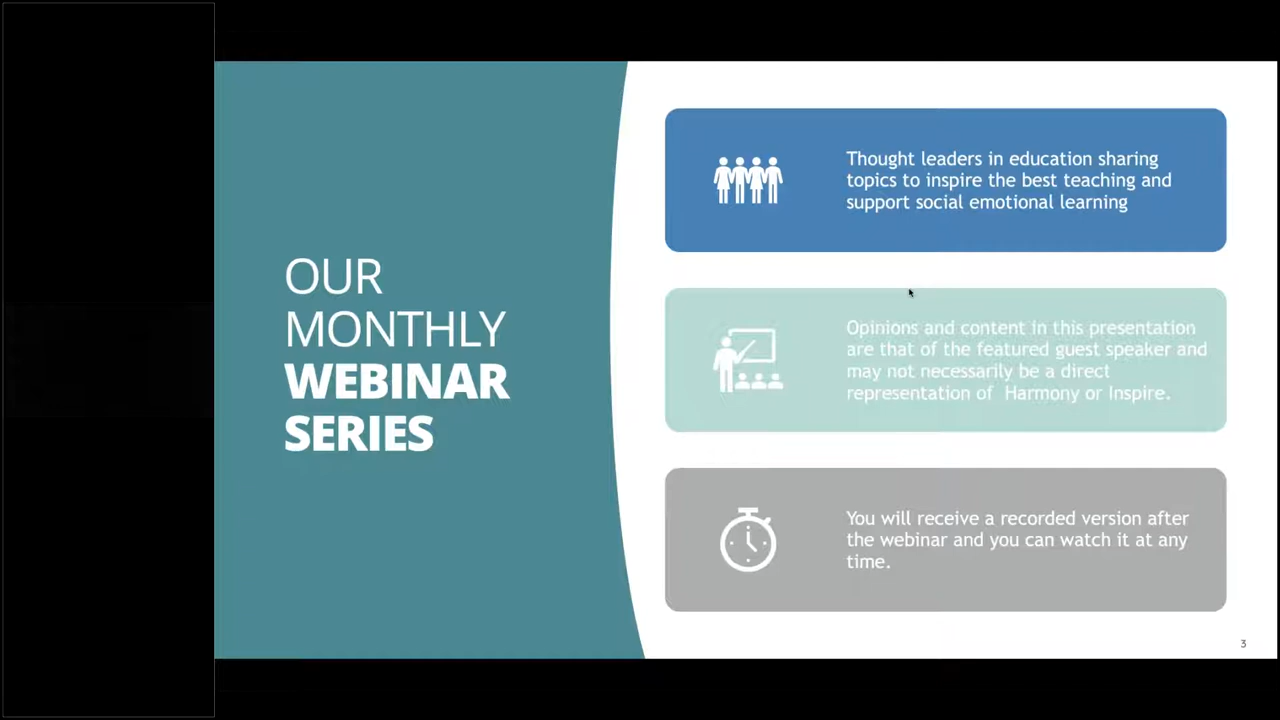 OUR
MONTHLY
WEBINAR
SERIES
Thought leaders in education sharing
topics to inspire the best teaching and
support social emotional learning
Opinions and content in this presentation
are that of the featured guest speaker and
may not necessarily be a direct
representation of  Harmony or Inspire.
You will receive a recorded version after
the webinar and you can watch it at any
time.
3